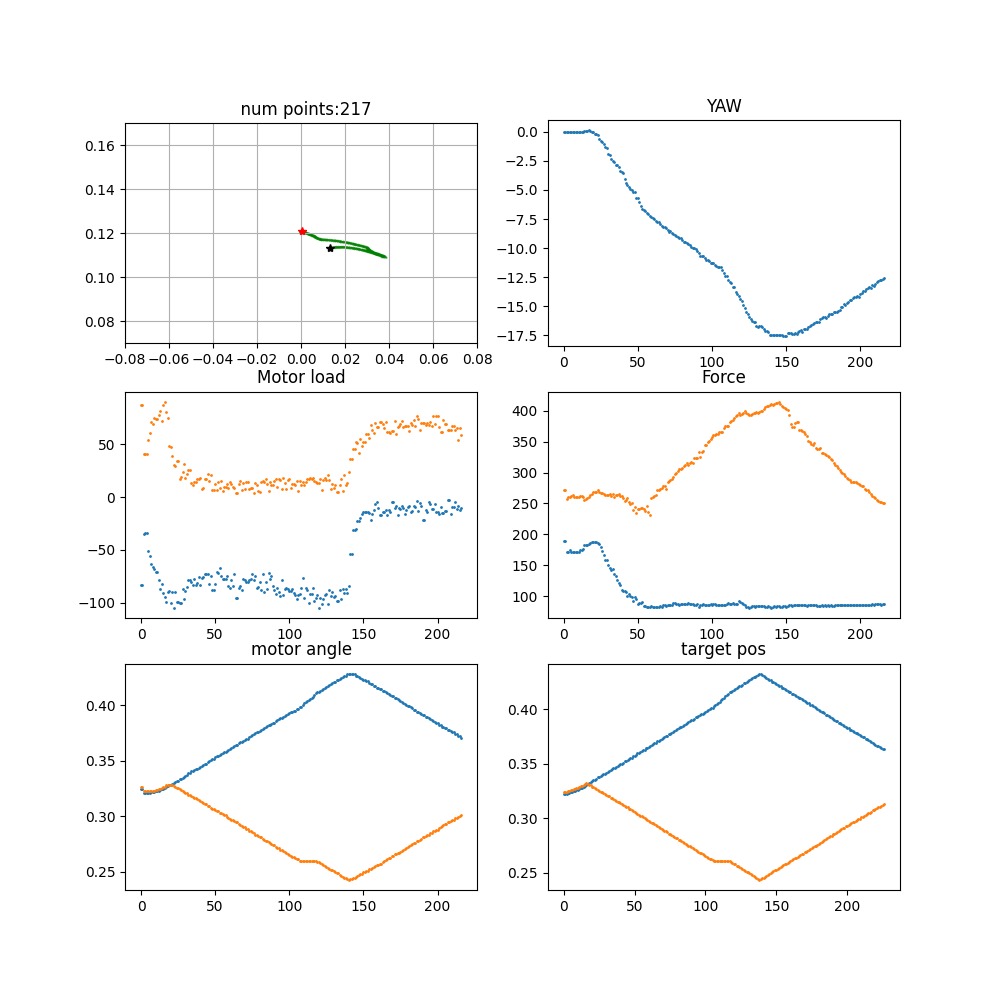 num points:217
0.16
0.14
0.12
0.10
0.08
−0.08 −0.06 −0.04 −0.02 0.00 0.02 0.04 0.06 0.08
YAW
0.0
−2.5
−5.0
−7.5
−10.0
−12.5
−15.0
−17.5
0 50 100 150 200
Motor load
50
0
−50
−100
0 50 100 150 200
Force
400
350
300
250
200
150
100
0 50 100 150 200
motor angle
0.40
0.35
0.30
0.25
0 50 100 150 200
target pos
0.40
0.35
0.30
0.25
0 50 100 150 200